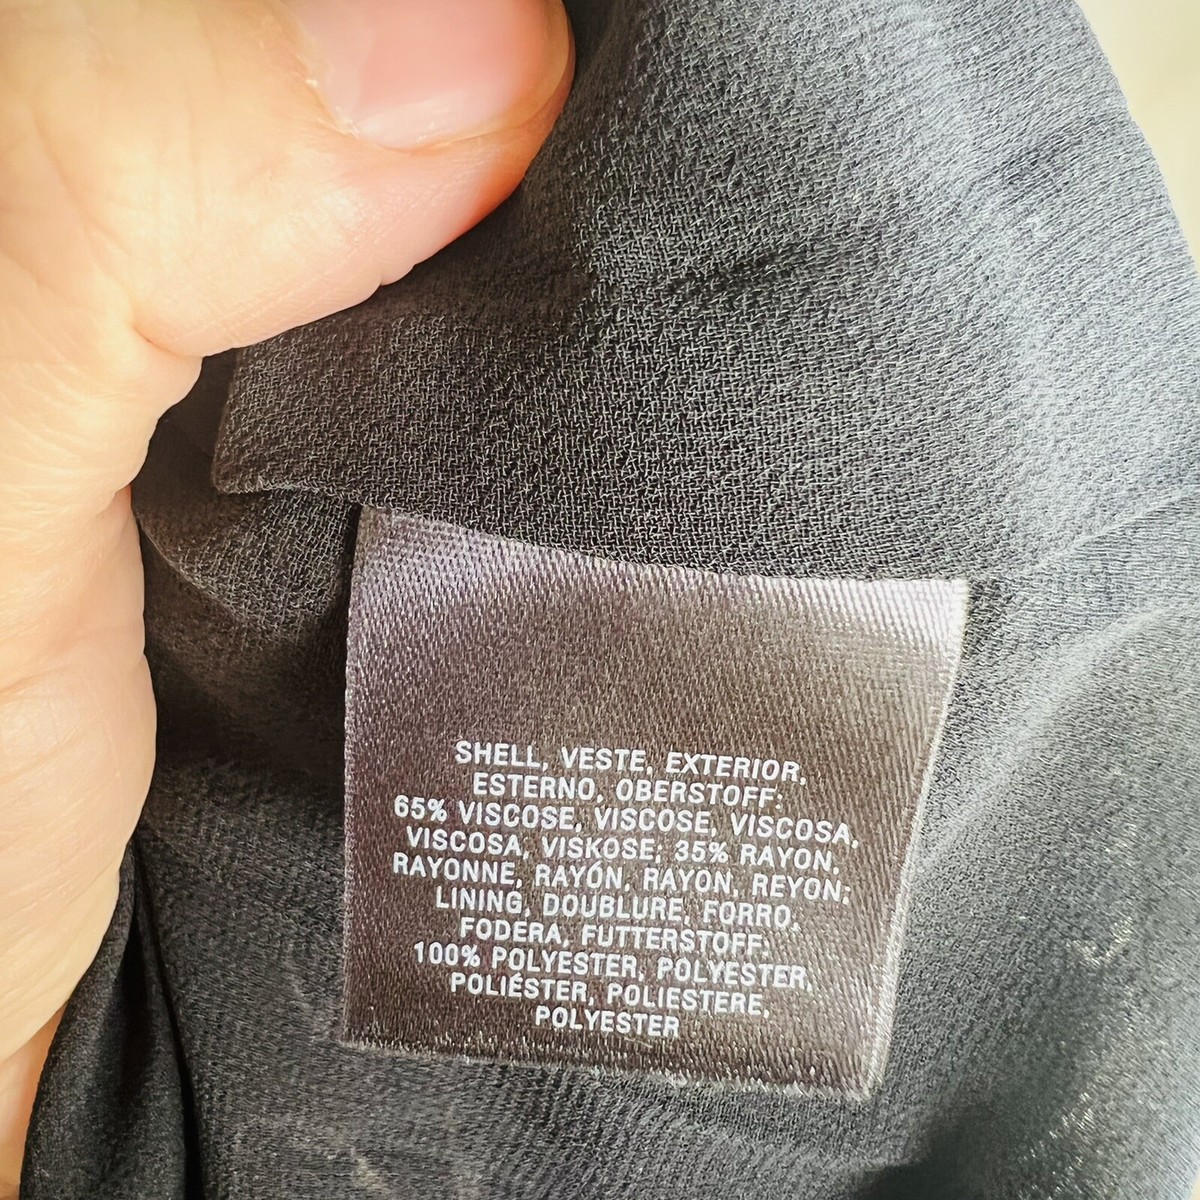 SHELL, VESTE, EXTERIOR,
ESTERNO, OBERSTOFF:
65% VISCOSE, VISCOSE, VISCOSA,
VISCOSA, VISKOSE; 35% RAYON,
RAYONNE, RAYÓN, RAYON, REYON;
LINING, DOUBLURE, FORRO,
FODERA, FUTTERSTOFF:
100% POLYESTER, POLYESTER,
POLIÉSTER, POLIESTERE,
POLYESTER